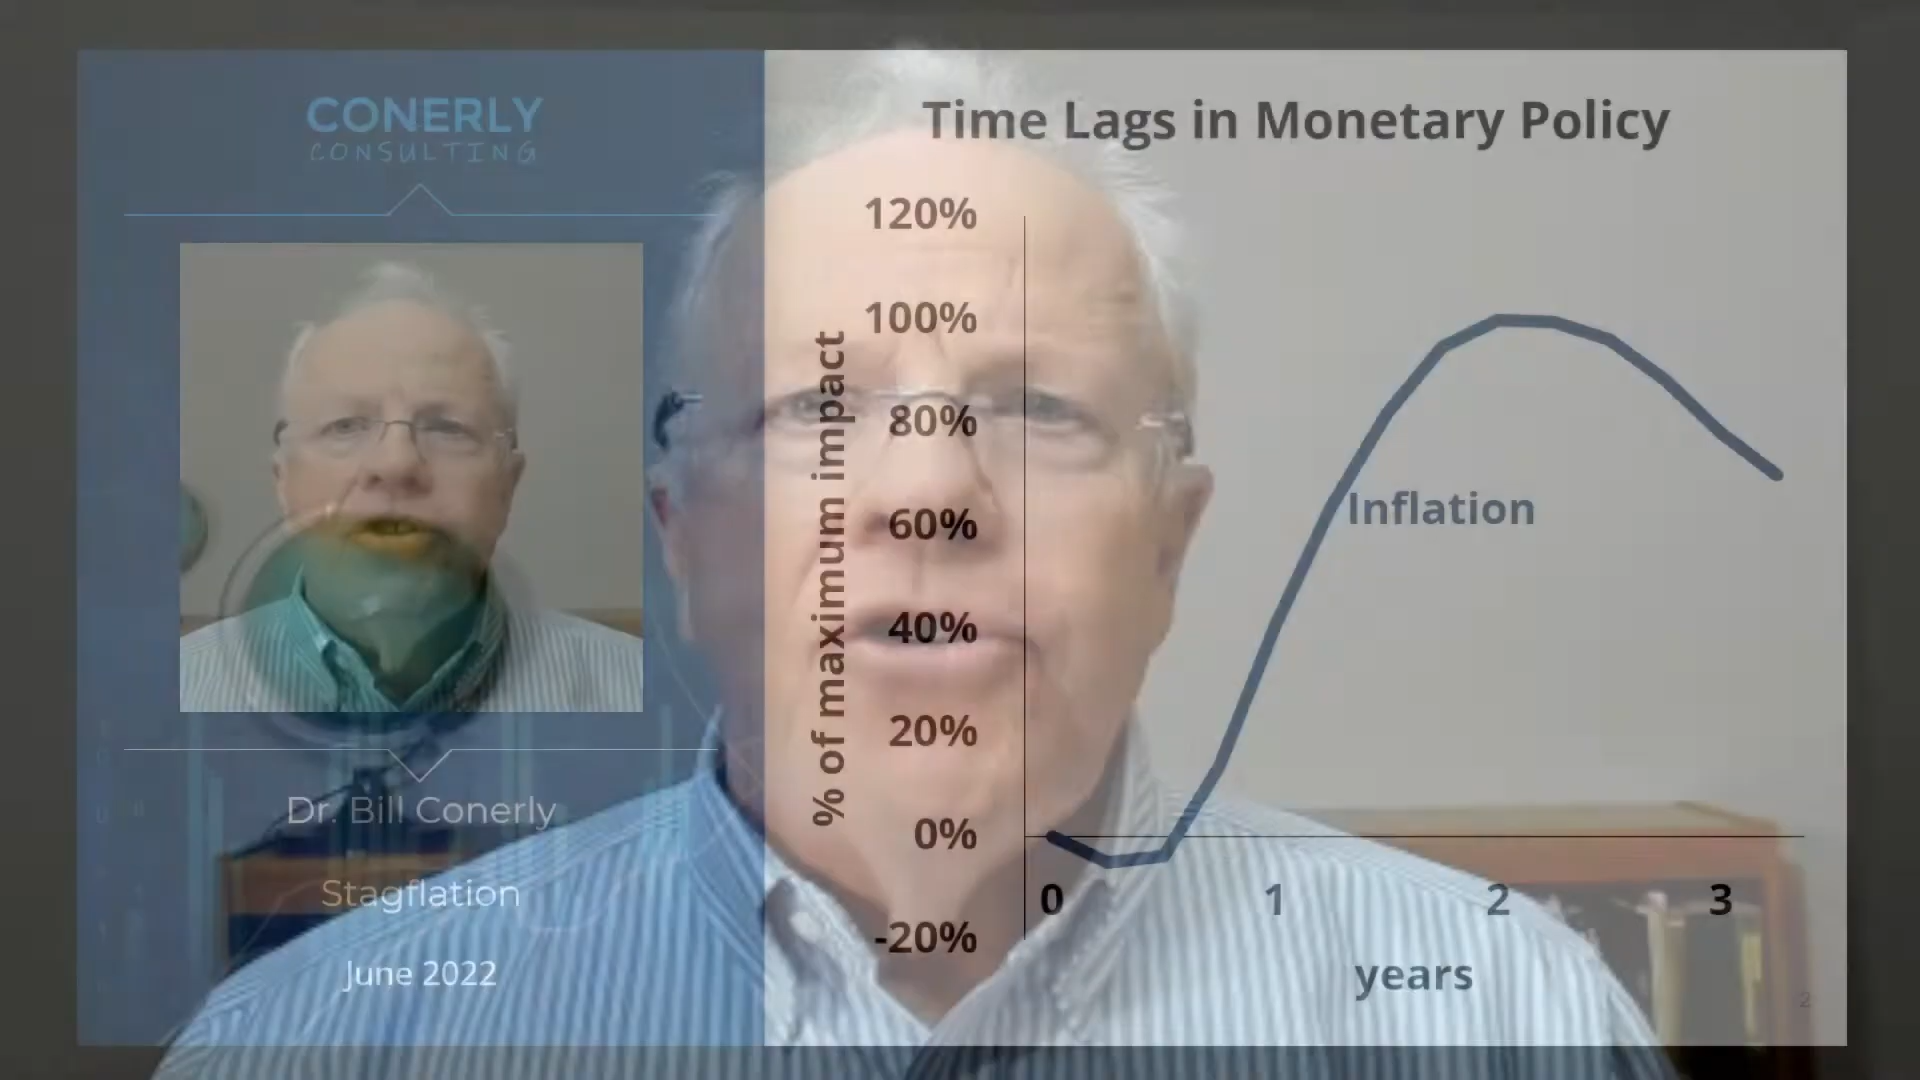 CONERLY
CONSULTING
Dr. Bill Conerly
Stagflation
June 2022
Time Lags in Monetary Policy
% of maximum impact
120%
100%
80%
60%
40%
20%
0%
-20%
Inflation
0 1 2 3
years
2